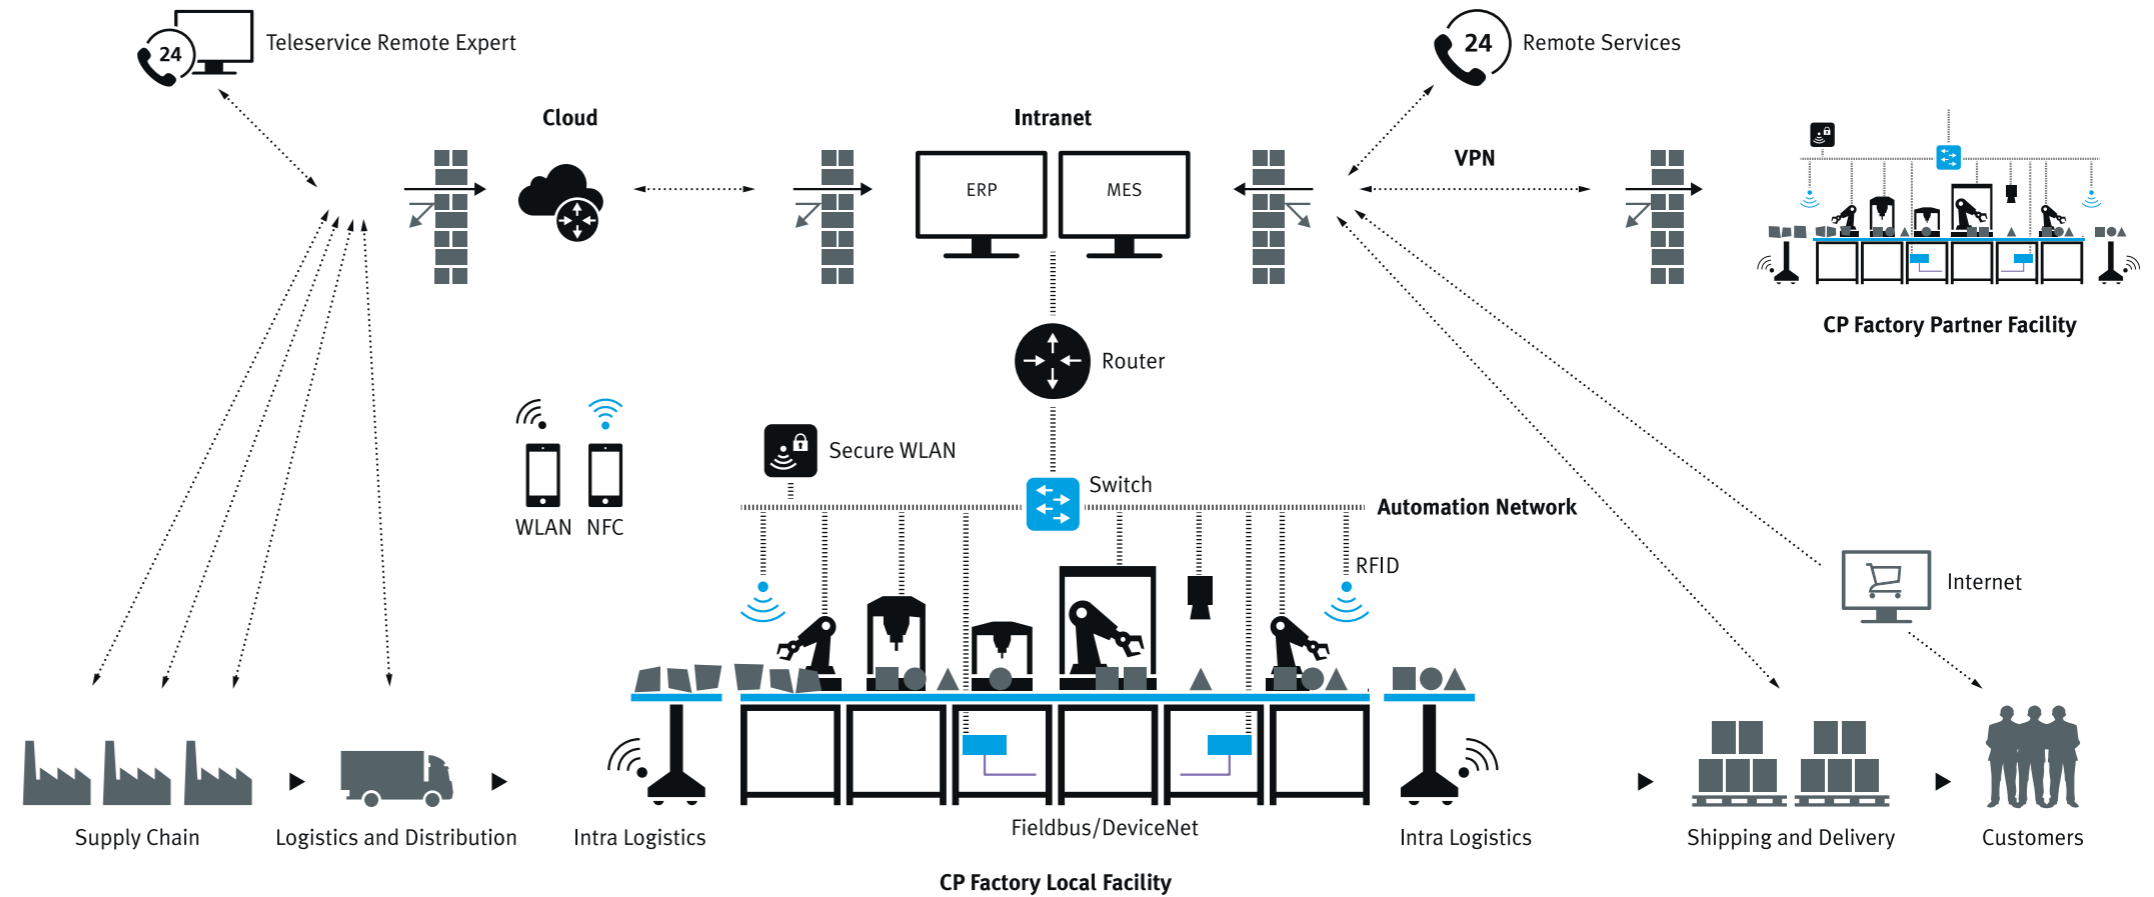 24
Teleservice Remote Expert
24
Remote Services
Cloud
Intranet
VPN
ERP
MES
CP Factory Partner Facility
Router
Secure WLAN
Switch
WLAN
NFC
Automation Network
RFID
Internet
Supply Chain
Logistics and Distribution
Intra Logistics
Fieldbus/DeviceNet
Intra Logistics
Shipping and Delivery
Customers
CP Factory Local Facility